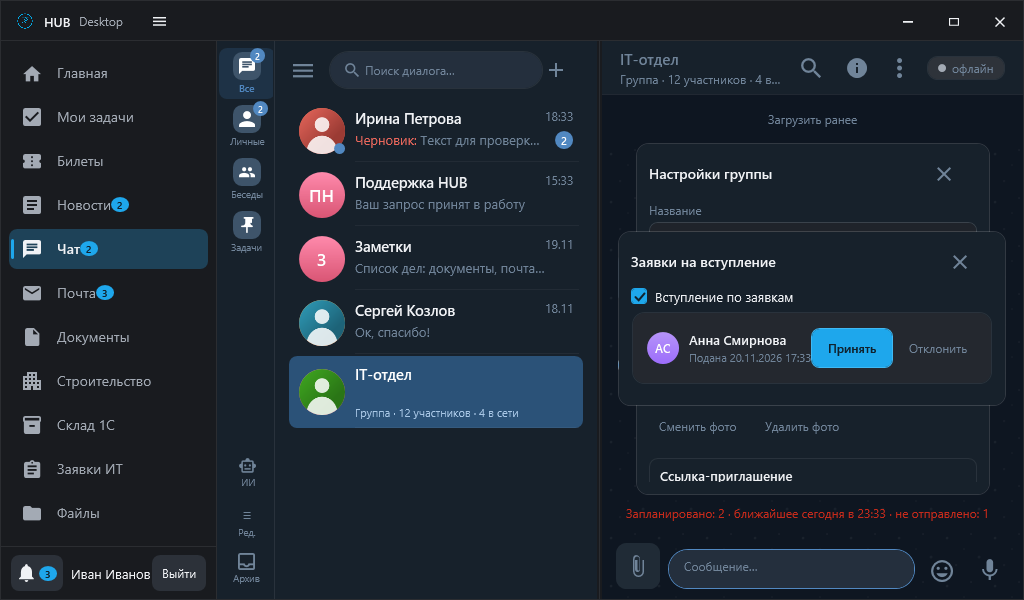 HUB Desktop
Главная
Мои задачи
Билеты
Новости 2
Чат 2
Почта 3
Документы
Строительство
Склад 1С
Заявки ИТ
Файлы
3 Иван Иванов Выйти
2
Все
2
Личные
Беседы
Задачи
ИИ
Ред.
Архив
Поиск диалога...
Ирина Петрова 18:33
Черновик: Текст для проверк... 2
ПН
Поддержка HUB 15:33
Ваш запрос принят в работу
З
Заметки 19.11
Список дел: документы, почта...
Сергей Козлов 18.11
Ок, спасибо!
IT-отдел
Группа · 12 участников · 4 в сети
IT-отдел
Группа · 12 участников · 4 в...
офлайн
Загрузить ранее
Настройки группы
Название
Заявки на вступление
Вступление по заявкам
АС
Анна Смирнова
Подана 20.11.2026 17:33
Принять
Отклонить
Сменить фото Удалить фото
Ссылка-приглашение
Запланировано: 2 · ближайшее сегодня в 23:33 · не отправлено: 1
Сообщение...